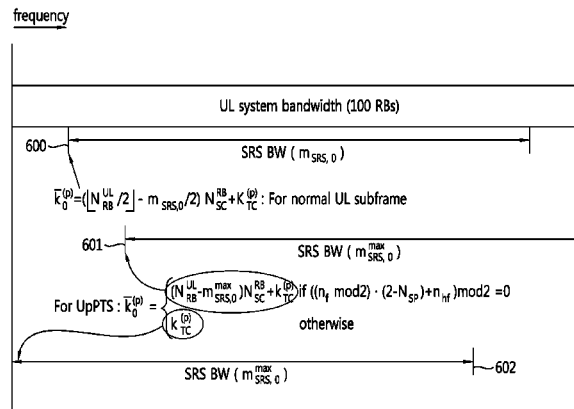 frequency
UL system bandwidth (100 RBs)
600
SRS BW ( m_SRS, 0 )
k̄_0^(p)=(⌊N_RB^UL/2⌋ - m_SRS,0/2) N_SC^RB+K_TC^(p) : For normal UL subframe
601
SRS BW ( m_SRS, 0^max )
For UpPTS : k̄_0^(p) = { (N_RB^UL-m_SRS,0^max)N_SC^RB+k_TC^(p) if ((n_f mod2) · (2-N_SP)+n_hf)mod2 =0
k_TC^(p) otherwise
602
SRS BW ( m_SRS, 0^max )